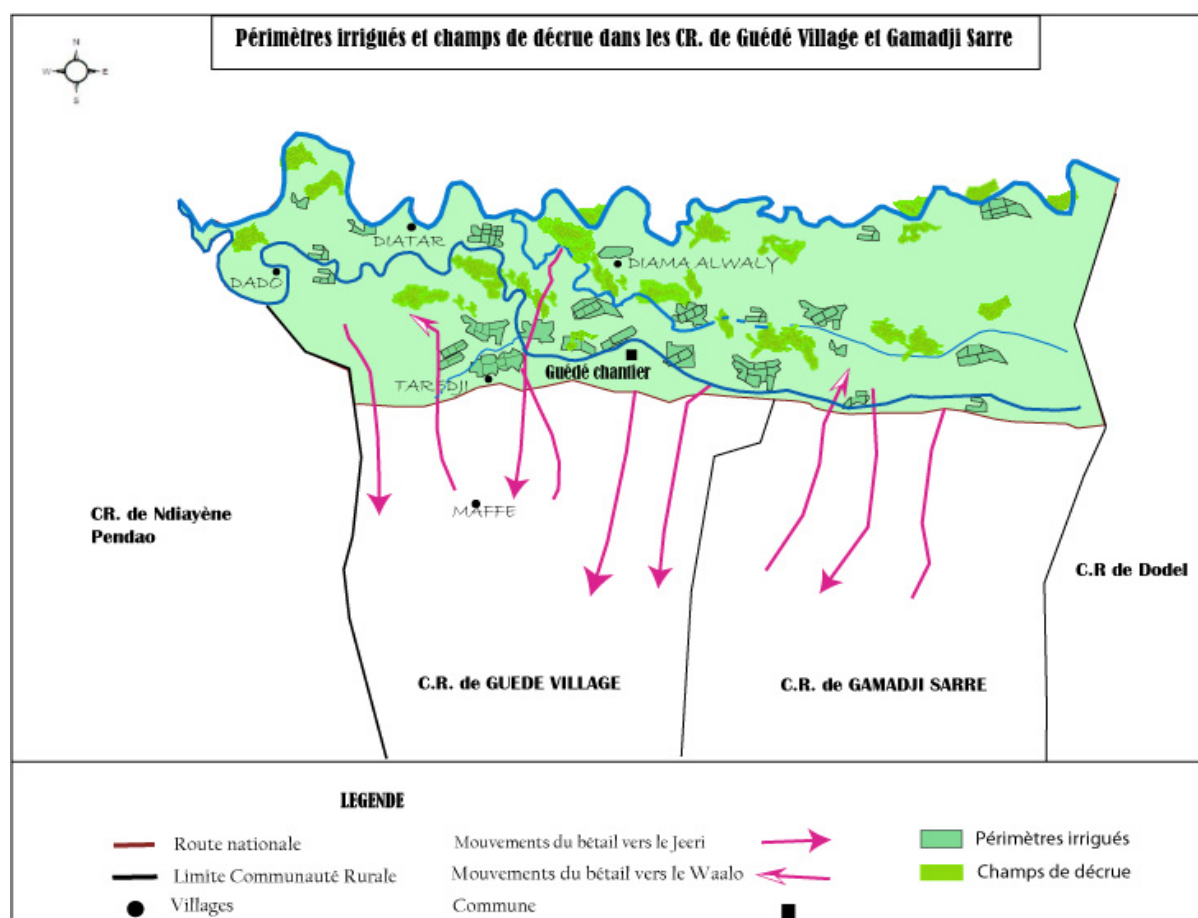 Périmètres irrigués et champs de décrue dans les CR. de Guédé Village et Gamadji Sarre
N
W E
S
DIATAR
DIAMA ALWALY
DADO
Guédé chantier
TAREDJI
MAFFE
CR. de Ndiayène
Pendao
C.R de Dodel
C.R. de GUEDE VILLAGE
C.R. de GAMADJI SARRE
LEGENDE
Route nationale
Limite Communauté Rurale
Villages
Mouvements du bétail vers le Jeeri
Mouvements du bétail vers le Waalo
Commune
Périmètres irrigués
Champs de décrue